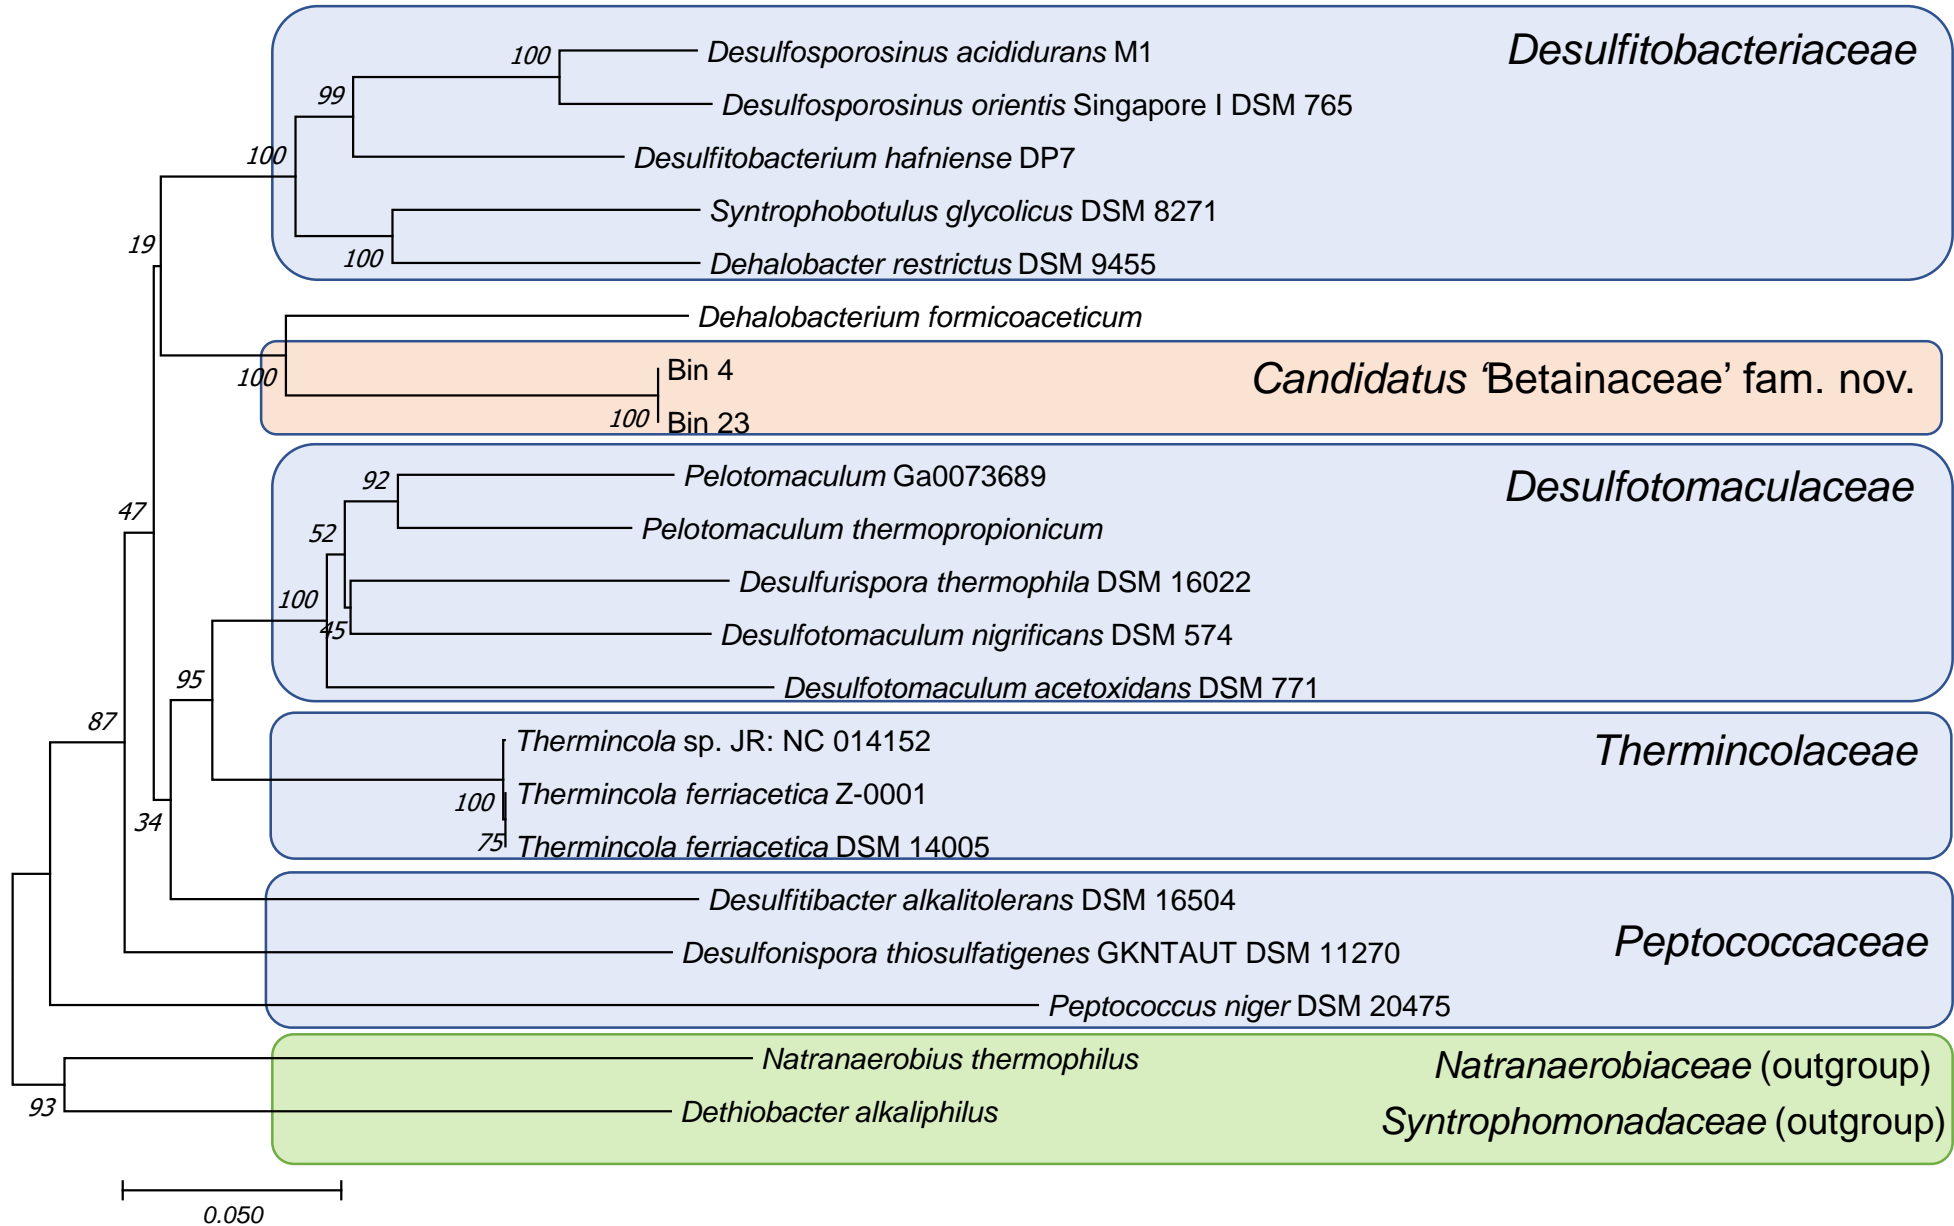 Desulfitobacteriaceae
100
Desulfosporosinus acididurans M1
99
Desulfosporosinus orientis Singapore I DSM 765
100
Desulfitobacterium hafniense DP7
Syntrophobotulus glycolicus DSM 8271
19
100
Dehalobacter restrictus DSM 9455
Dehalobacterium formicoaceticum
100
Bin 4
Candidatus ‘Betainaceae’ fam. nov.
100
Bin 23
92
Pelotomaculum Ga0073689
Desulfotomaculaceae
47
52
Pelotomaculum thermopropionicum
Desulfurispora thermophila DSM 16022
100
45
Desulfotomaculum nigrificans DSM 574
95
Desulfotomaculum acetoxidans DSM 771
87
Thermincola sp. JR: NC 014152
Thermincolaceae
100
Thermincola ferriacetica Z-0001
34
75
Thermincola ferriacetica DSM 14005
Desulfitibacter alkalitolerans DSM 16504
Peptococcaceae
Desulfonispora thiosulfatigenes GKNTAUT DSM 11270
Peptococcus niger DSM 20475
Natranaerobius thermophilus
Natranaerobiaceae (outgroup)
93
Dethiobacter alkaliphilus
Syntrophomonadaceae (outgroup)
0.050